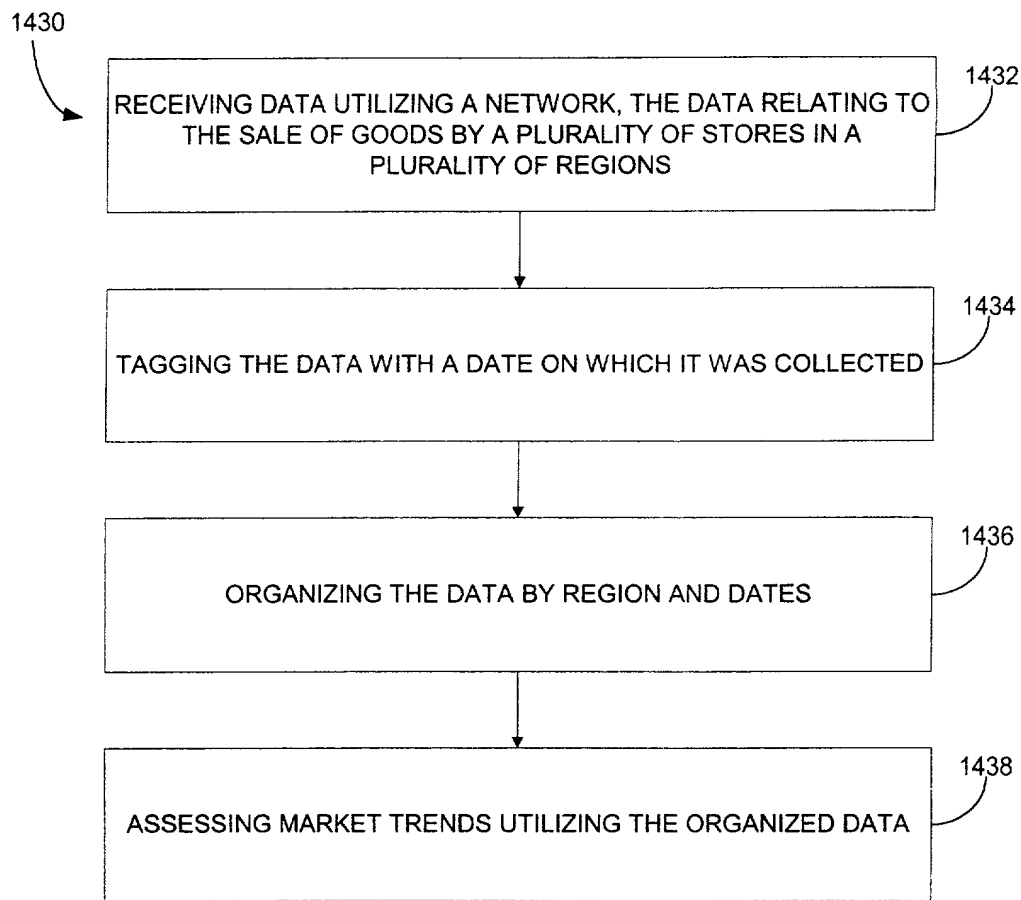 1430
1432
RECEIVING DATA UTILIZING A NETWORK, THE DATA RELATING TO
THE SALE OF GOODS BY A PLURALITY OF STORES IN A
PLURALITY OF REGIONS
1434
TAGGING THE DATA WITH A DATE ON WHICH IT WAS COLLECTED
1436
ORGANIZING THE DATA BY REGION AND DATES
1438
ASSESSING MARKET TRENDS UTILIZING THE ORGANIZED DATA